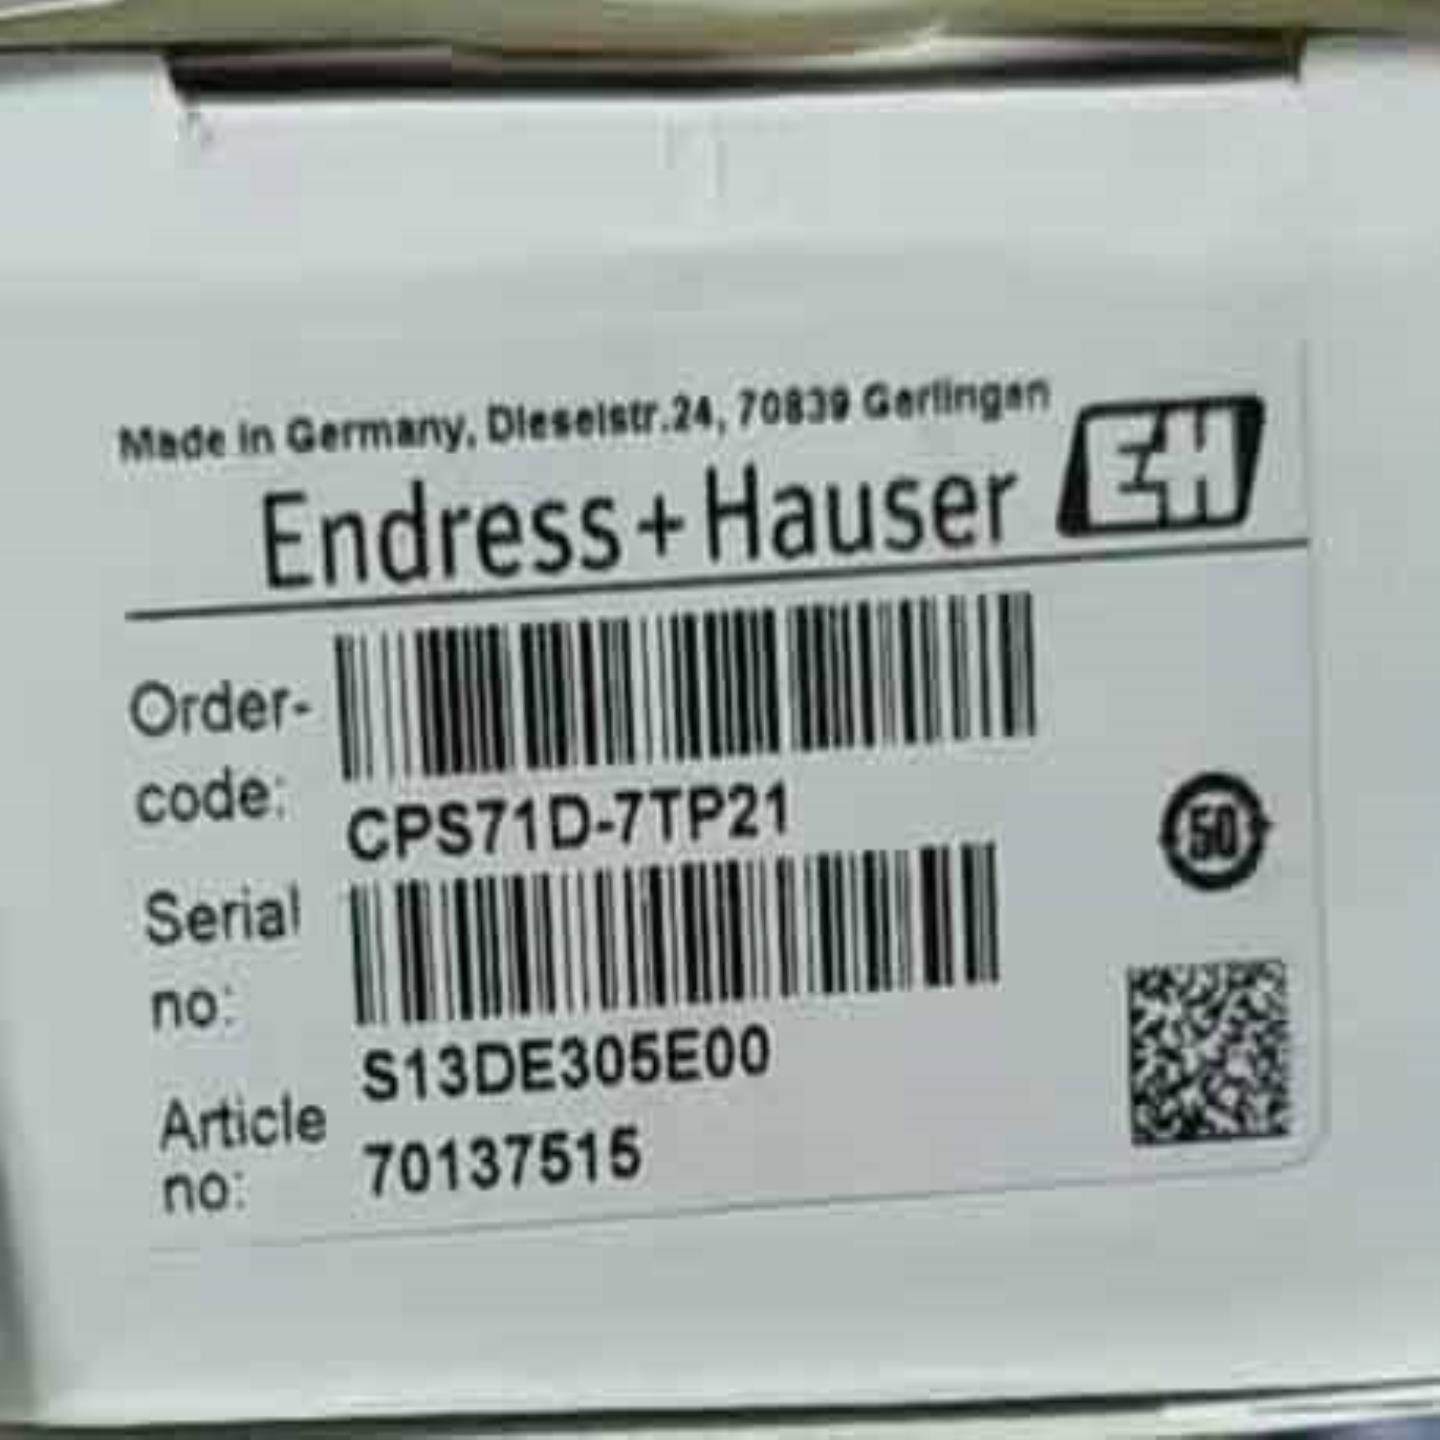 Made in Germany, Dieselstr.24, 70839 Gerlingen
Endress+Hauser EH
Order-
code:
CPS71D-7TP21
Serial
no:
S13DE305E00
Article
no:
70137515
50